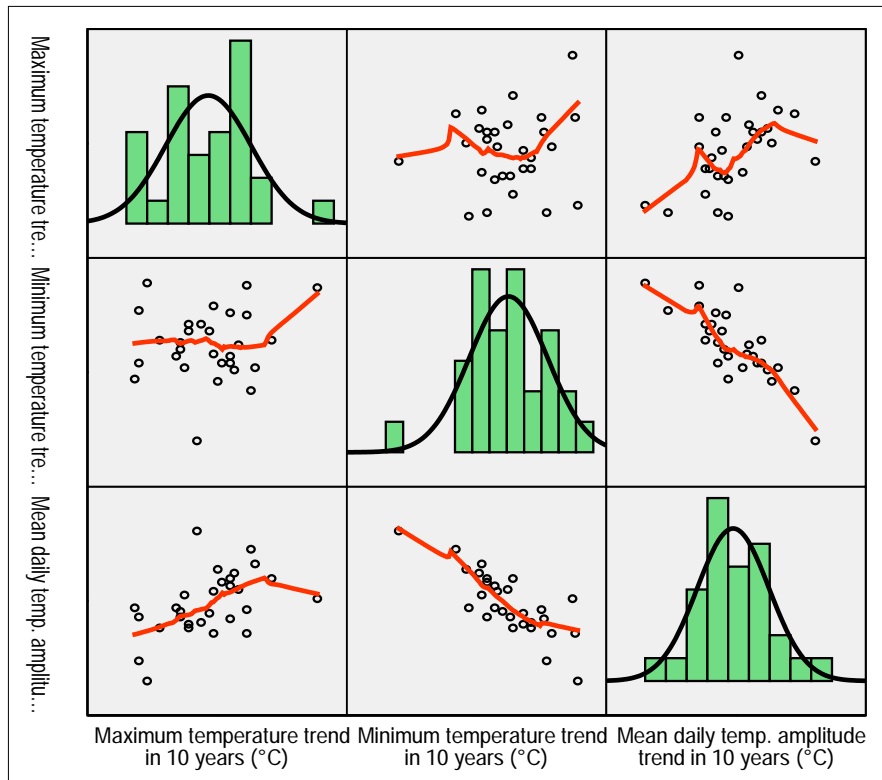 Maximum temperature tre...
Minimum temperature tre...
Mean daily temp. amplitu...
Maximum temperature trend
in 10 years (°C)
Minimum temperature trend
in 10 years (°C)
Mean daily temp. amplitude
trend in 10 years (°C)